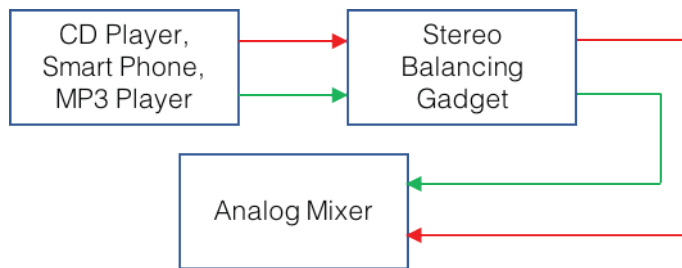 CD Player,
Smart Phone,
MP3 Player
Stereo
Balancing
Gadget
Analog Mixer